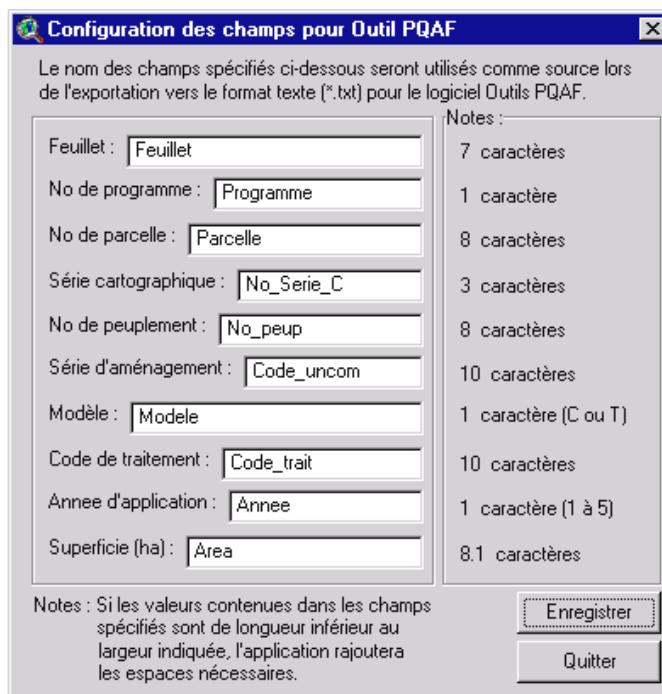 Configuration des champs pour Outil PQAF
Le nom des champs spécifiés ci-dessous seront utilisés comme source lors
de l'exportation vers le format texte (*.txt) pour le logiciel Outils PQAF.
Notes :
Feuillet : Feuillet 7 caractères
No de programme : Programme 1 caractère
No de parcelle : Parcelle 8 caractères
Série cartographique : No_Serie_C 3 caractères
No de peuplement : No_peup 8 caractères
Série d'aménagement : Code_uncom 10 caractères
Modèle : Modele 1 caractère (C ou T)
Code de traitement : Code_trait 10 caractères
Annee d'application : Annee 1 caractère (1 à 5)
Superficie (ha) : Area 8.1 caractères
Notes : Si les valeurs contenues dans les champs
spécifiés sont de longueur inférieur au
largeur indiquée, l'application rajoutera
les espaces nécessaires.
Enregistrer
Quitter